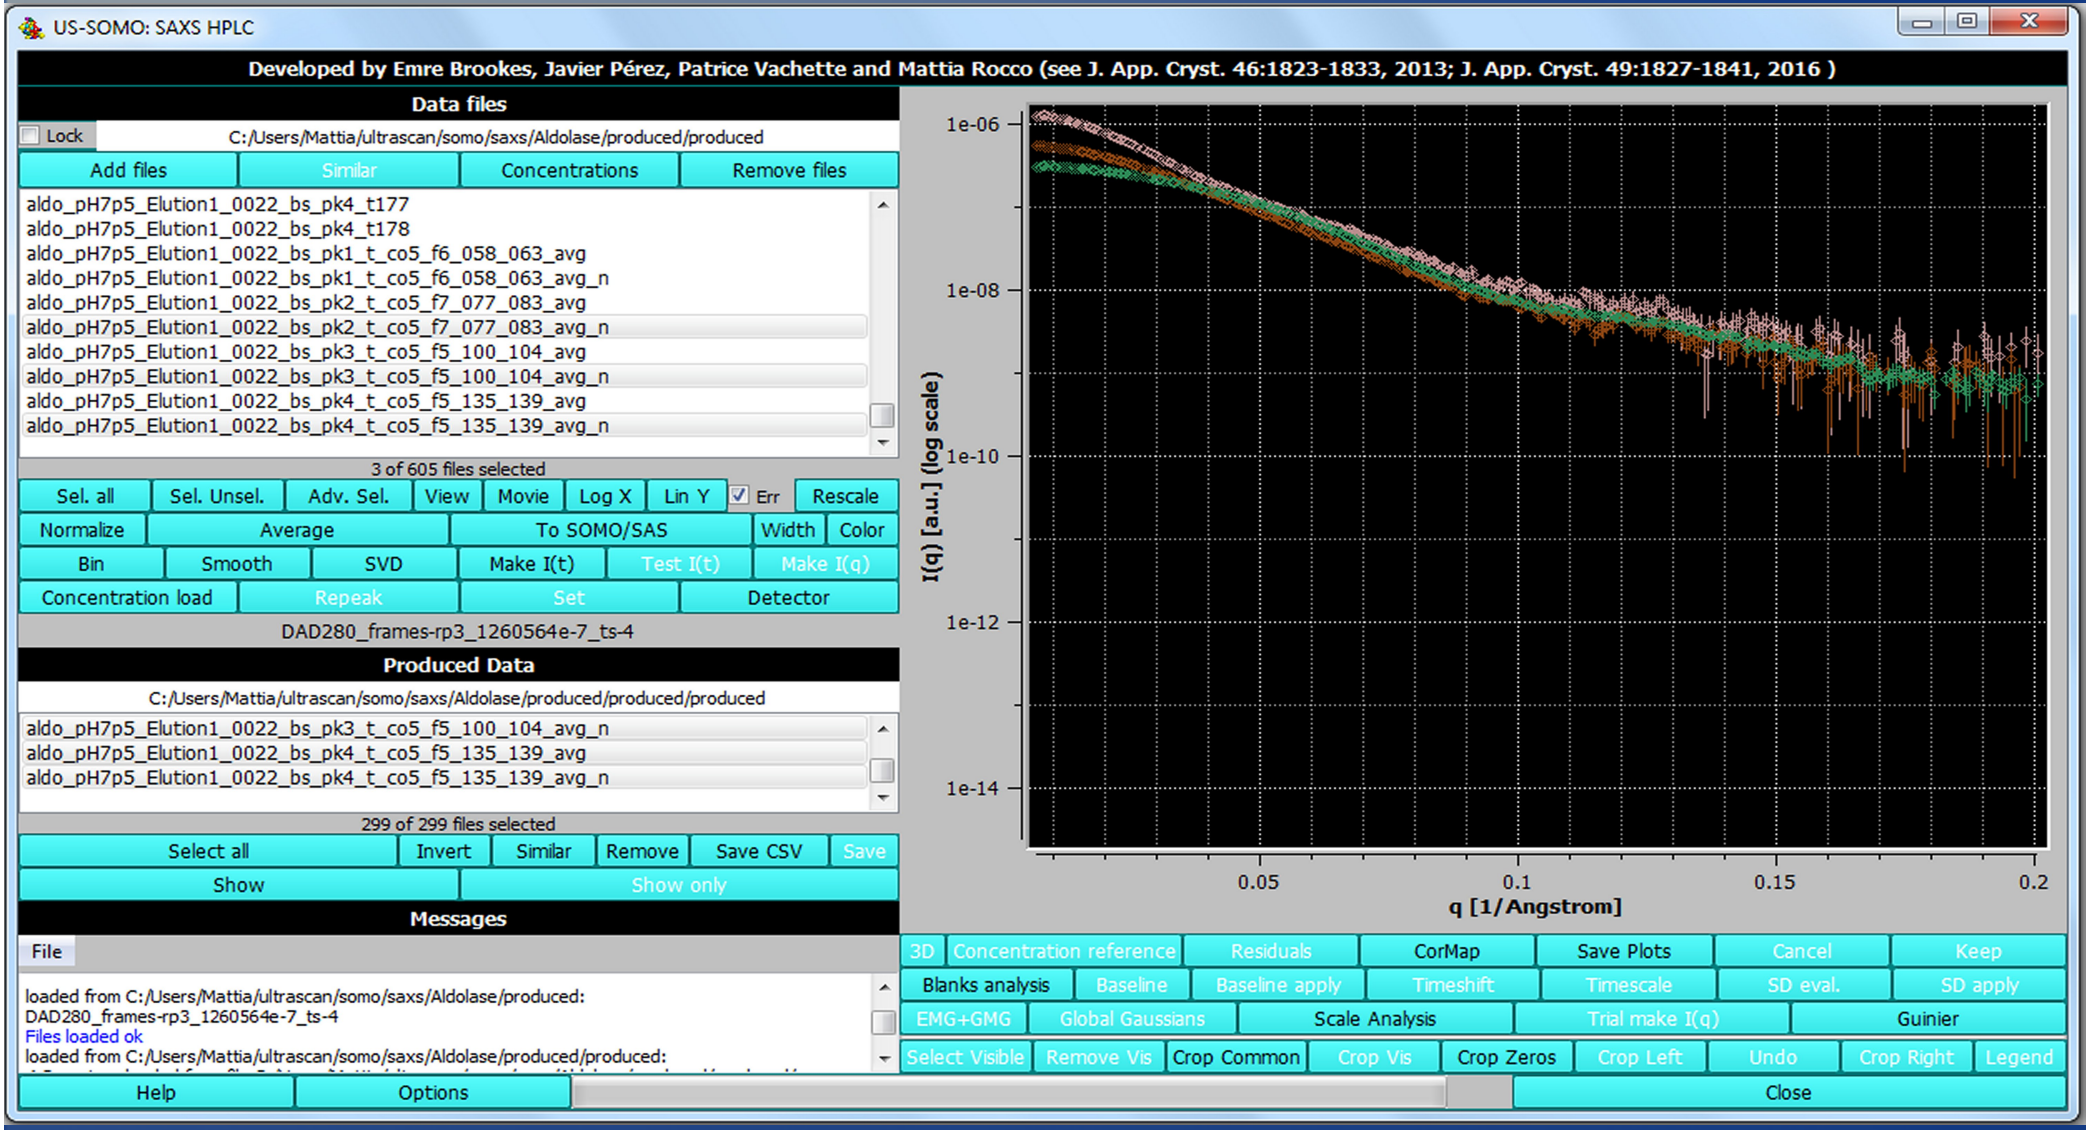 US-SOMO: SAXS HPLC
Developed by Emre Brookes, Javier Pérez, Patrice Vachette and Mattia Rocco (see J. App. Cryst. 46:1823-1833, 2013; J. App. Cryst. 49:1827-1841, 2016 )
Data files
Lock C:/Users/Mattia/ultrascan/somo/saxs/Aldolase/produced/produced
Add files Similar Concentrations Remove files
aldo_pH7p5_Elution1_0022_bs_pk4_t177
aldo_pH7p5_Elution1_0022_bs_pk4_t178
aldo_pH7p5_Elution1_0022_bs_pk1_t_co5_f6_058_063_avg
aldo_pH7p5_Elution1_0022_bs_pk1_t_co5_f6_058_063_avg_n
aldo_pH7p5_Elution1_0022_bs_pk2_t_co5_f7_077_083_avg
aldo_pH7p5_Elution1_0022_bs_pk2_t_co5_f7_077_083_avg_n
aldo_pH7p5_Elution1_0022_bs_pk3_t_co5_f5_100_104_avg
aldo_pH7p5_Elution1_0022_bs_pk3_t_co5_f5_100_104_avg_n
aldo_pH7p5_Elution1_0022_bs_pk4_t_co5_f5_135_139_avg
aldo_pH7p5_Elution1_0022_bs_pk4_t_co5_f5_135_139_avg_n
3 of 605 files selected
Sel. all Sel. Unsel. Adv. Sel. View Movie Log X Lin Y Err Rescale
Normalize Average To SOMO/SAS Width Color
Bin Smooth SVD Make I(t) Test I(t) Make I(q)
Concentration load Repeak Set Detector
DAD280_frames-rp3_1260564e-7_ts-4
Produced Data
C:/Users/Mattia/ultrascan/somo/saxs/Aldolase/produced/produced/produced
aldo_pH7p5_Elution1_0022_bs_pk3_t_co5_f5_100_104_avg_n
aldo_pH7p5_Elution1_0022_bs_pk4_t_co5_f5_135_139_avg
aldo_pH7p5_Elution1_0022_bs_pk4_t_co5_f5_135_139_avg_n
299 of 299 files selected
Select all Invert Similar Remove Save CSV Save
Show Show only
Messages
File
loaded from C:/Users/Mattia/ultrascan/somo/saxs/Aldolase/produced:
DAD280_frames-rp3_1260564e-7_ts-4
Files loaded ok
loaded from C:/Users/Mattia/ultrascan/somo/saxs/Aldolase/produced/produced:
Help Options
I(q) [a.u.] (log scale)
1e-06
1e-08
1e-10
1e-12
1e-14
0.05 0.1 0.15 0.2
q [1/Angstrom]
3D Concentration reference Residuals CorMap Save Plots Cancel Keep
Blanks analysis Baseline Baseline apply Timeshift Timescale SD eval. SD apply
EMG+GMG Global Gaussians Scale Analysis Trial make I(q) Guinier
Select Visible Remove Vis Crop Common Crop Vis Crop Zeros Crop Left Undo Crop Right Legend
Close